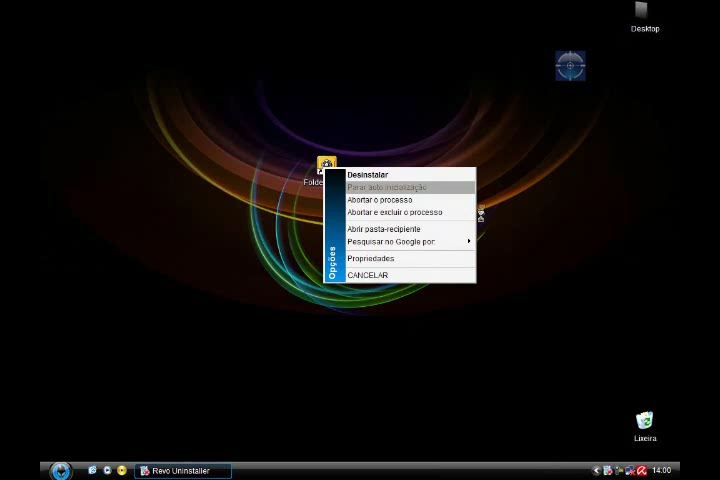 Desktop
Folde
Desinstalar
Parar auto inicialização
Abortar o processo
Abortar e excluir o processo
Abrir pasta-recipiente
Pesquisar no Google por:
Propriedades
CANCELAR
Opções
Lixeira
Revo Uninstaller
14:00